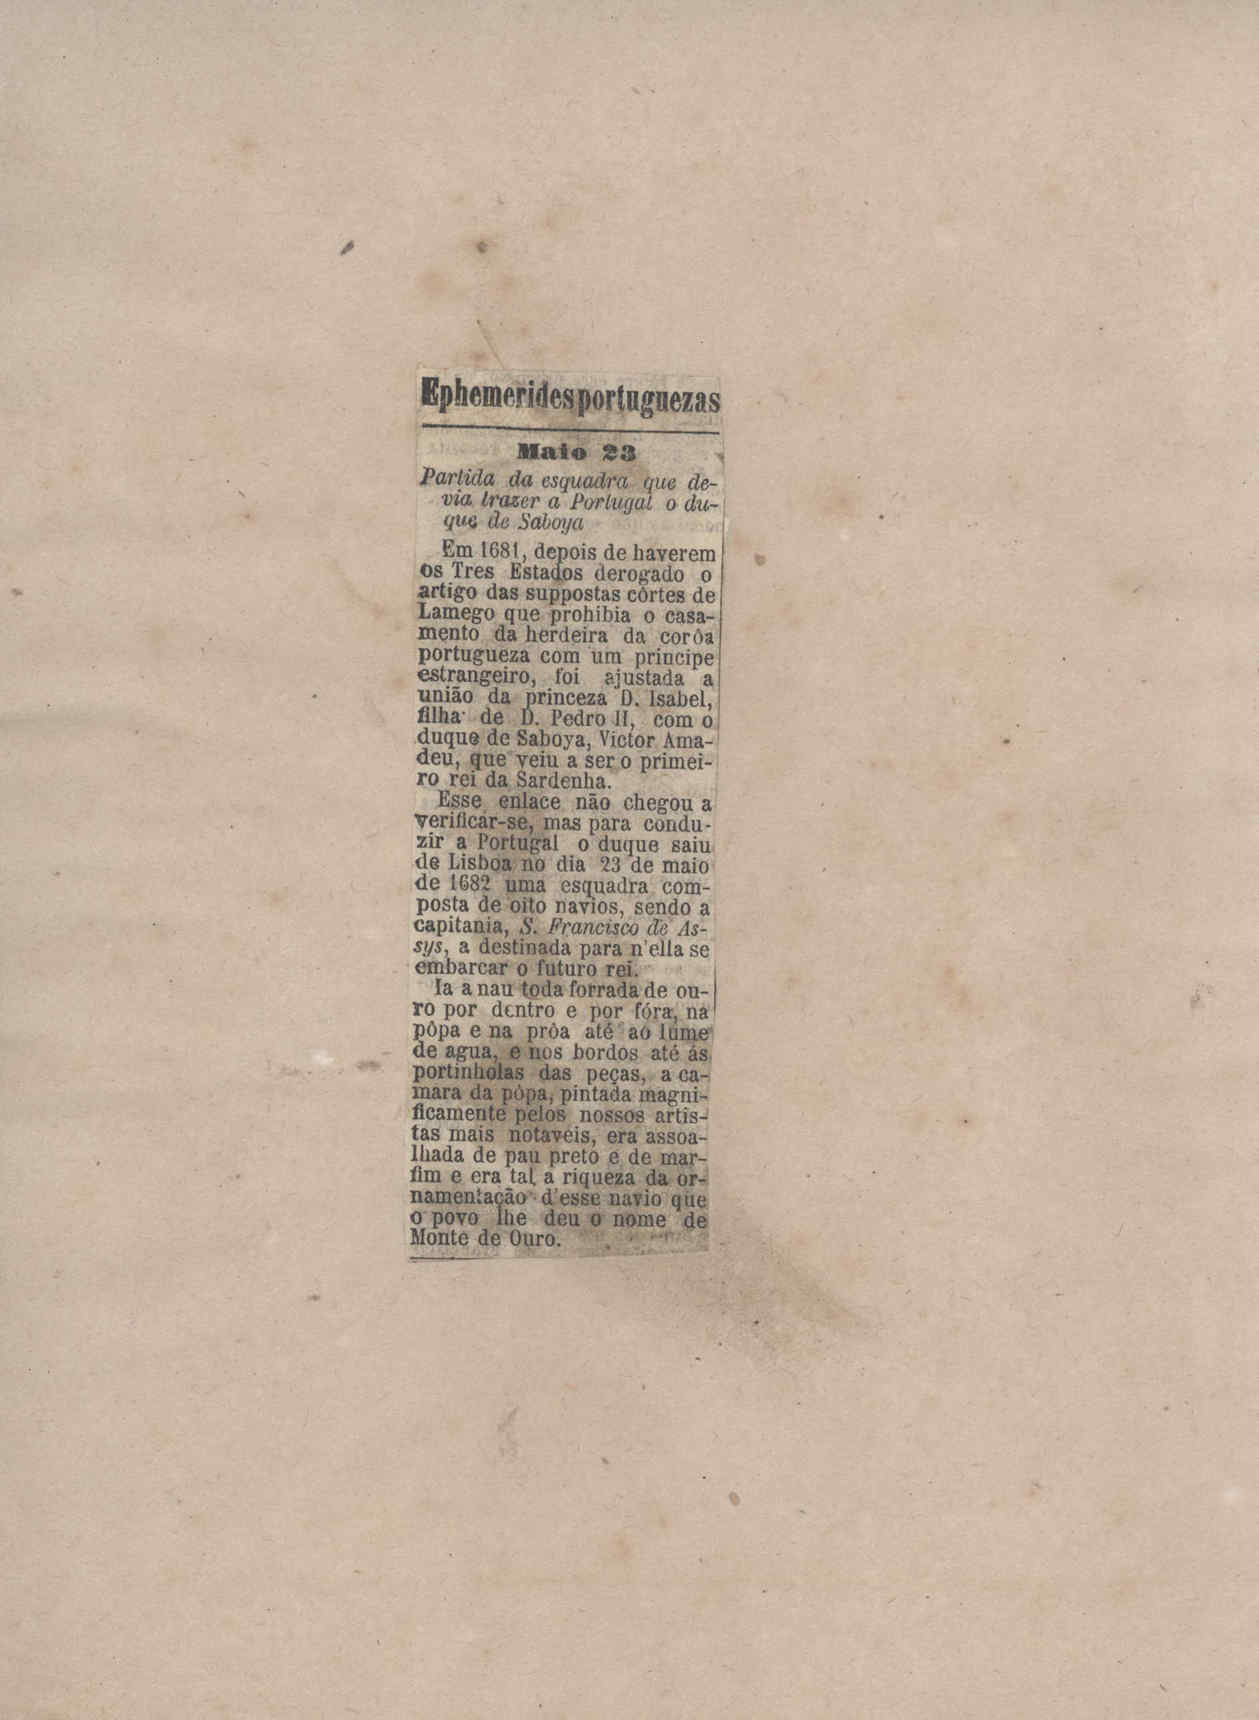 Ephemerides portuguezas
Maio 23
Partida da esquadra que de-
via trazer a Portugal o du-
que de Saboya
Em 1681, depois de haverem
os Tres Estados derogado o
artigo das suppostas côrtes de
Lamego que prohibia o casa-
mento da herdeira da corôa
portugueza com um principe
estrangeiro, foi ajustada a
união da princeza D. Isabel,
filha de D. Pedro II, com o
duque de Saboya, Victor Ama-
deu, que veiu a ser o primei-
ro rei da Sardenha.
Esse enlace não chegou a
verificar-se, mas para condu-
zir a Portugal o duque saiu
de Lisboa no dia 23 de maio
de 1682 uma esquadra com-
posta de oito navios, sendo a
capitania, S. Francisco de As-
sys, a destinada para n'ella se
embarcar o futuro rei.
Ia a nau toda forrada de ou-
ro por dentro e por fóra, na
pôpa e na prôa até ao lume
de agua, e nos bordos até ás
portinholas das peças, a ca-
mara da pôpa, pintada magni-
ficamente pelos nossos artis-
tas mais notaveis, era assoa-
lhada de pau preto e de mar-
fim e era tal a riqueza da or-
namentação d'esse navio que
o povo lhe deu o nome de
Monte de Ouro.